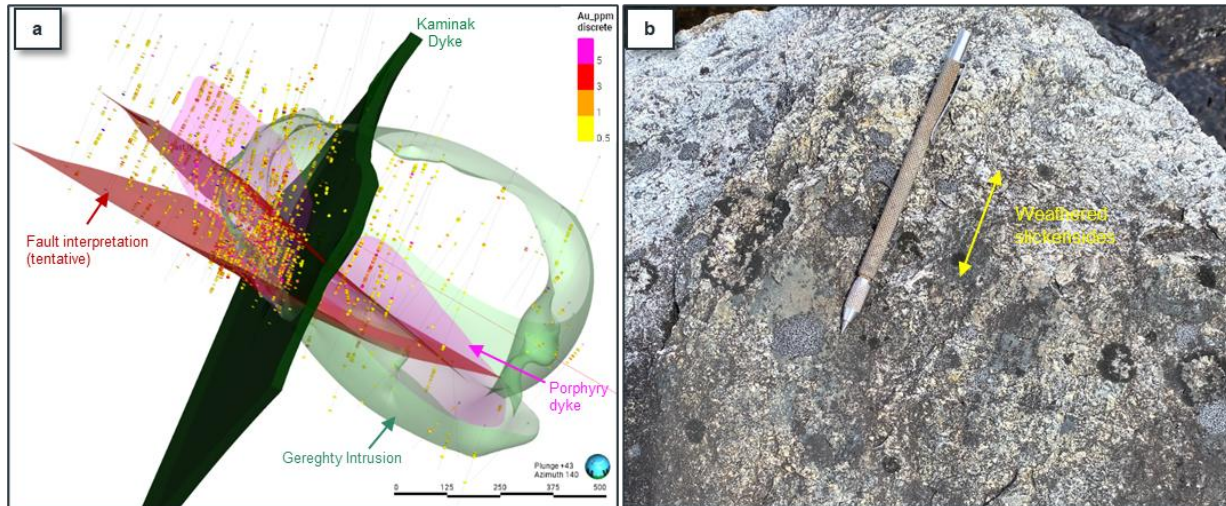 a
Kaminak
Dyke
Au_ppm
discrete
5
3
1
0.5
Fault interpretation
(tentative)
Porphyry
dyke
Gereghty Intrusion
Plunge +43
Azimuth 140
0 125 250 375 500
b
Weathered
slickensides